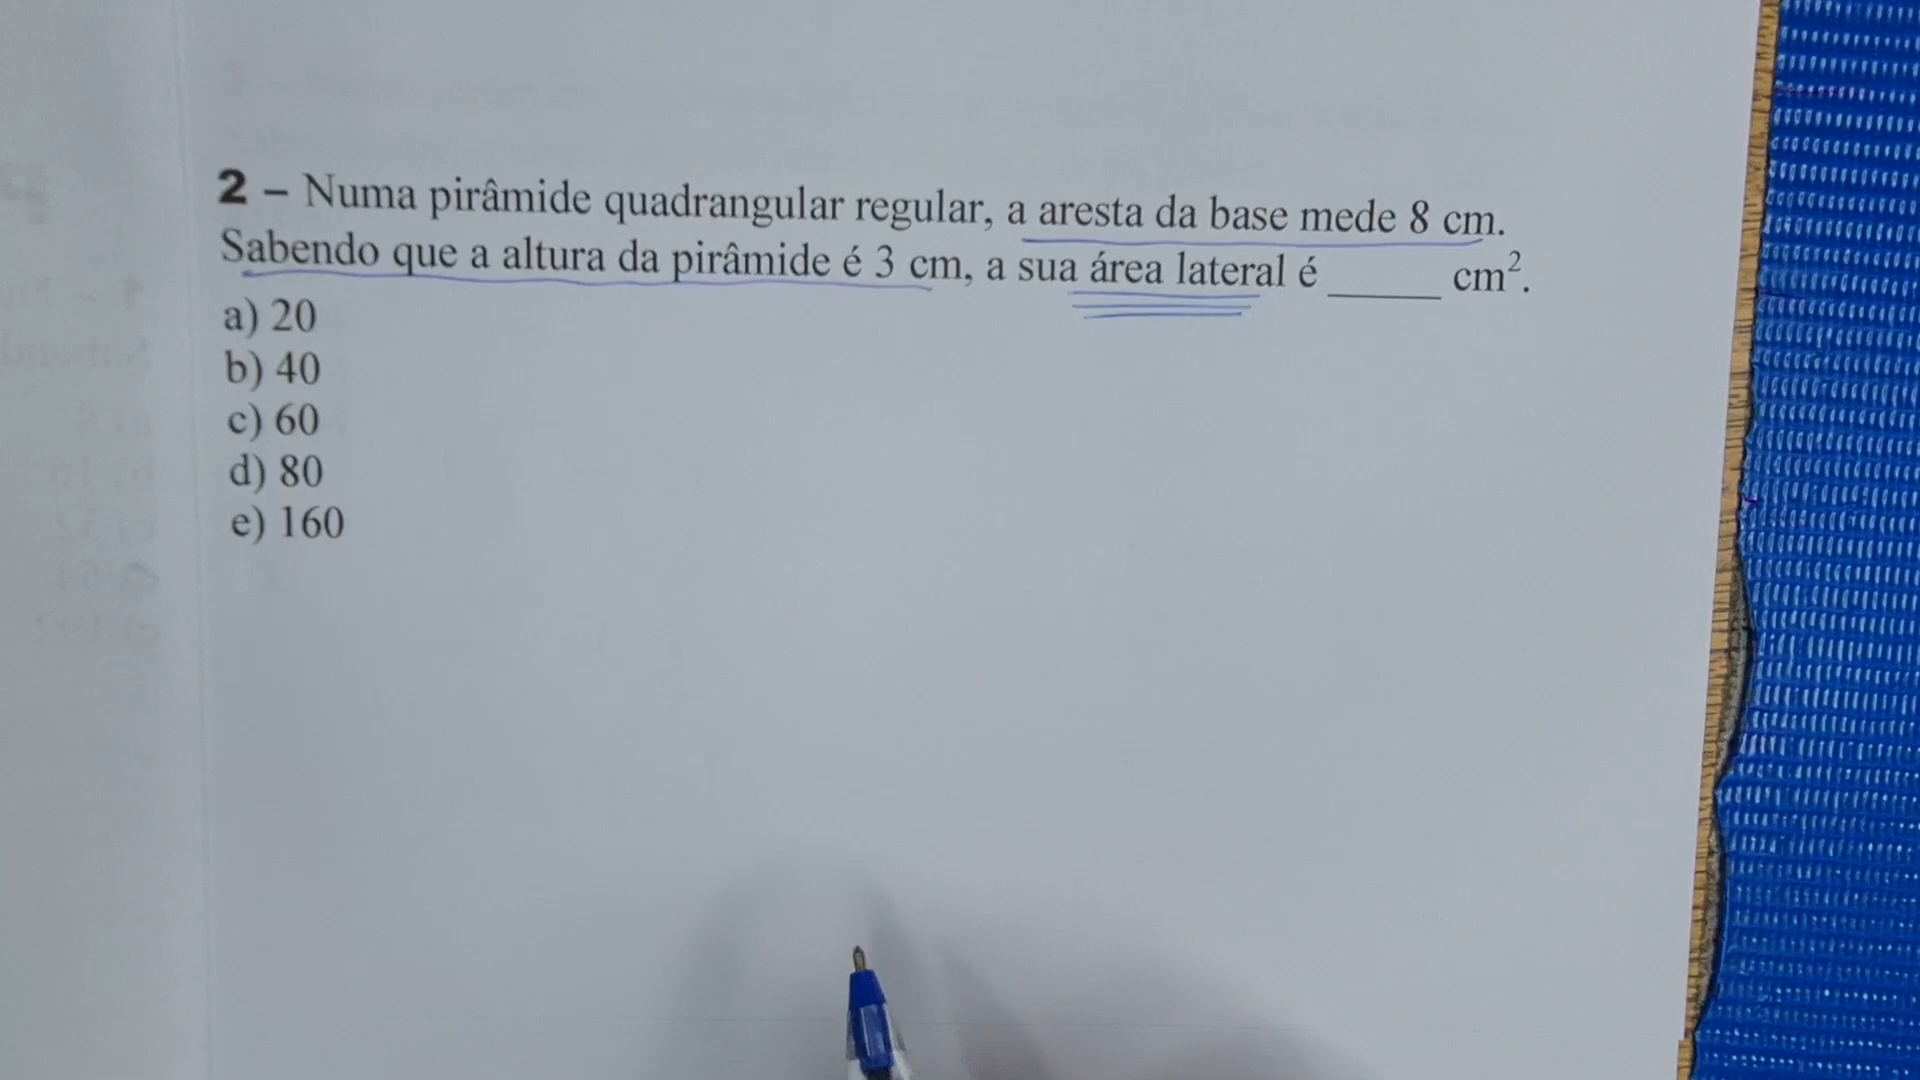 2 – Numa pirâmide quadrangular regular, a aresta da base mede 8 cm.
Sabendo que a altura da pirâmide é 3 cm, a sua área lateral é _____ cm².
a) 20
b) 40
c) 60
d) 80
e) 160